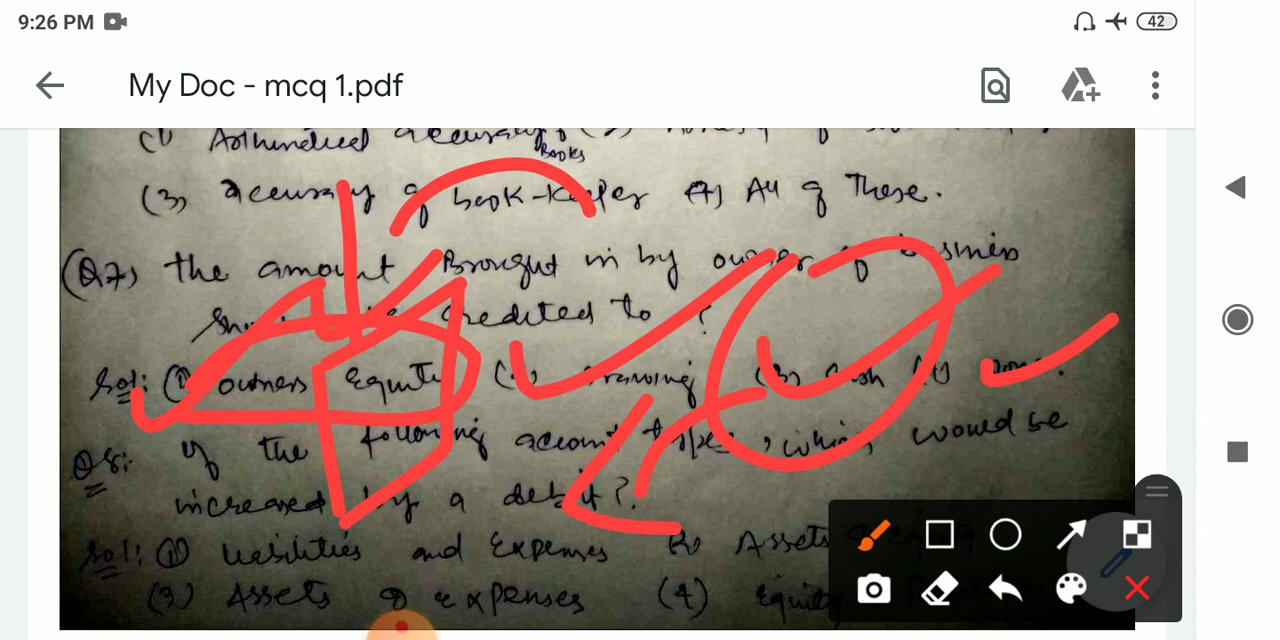 9:26 PM 42
My Doc - mcq 1.pdf
Books
(3) accuracy of book-keeper (4) All of These.
(Q7) the amount Brought in by owner of
credited to ?
Sol: (1) owners Equity (3) Cash (4)
Q8: of the following account types, which would be
increased by a debit?
Sol: (1) Liabilities and Expenses (2) Assets
(3) Assets & expenses (4) Equity